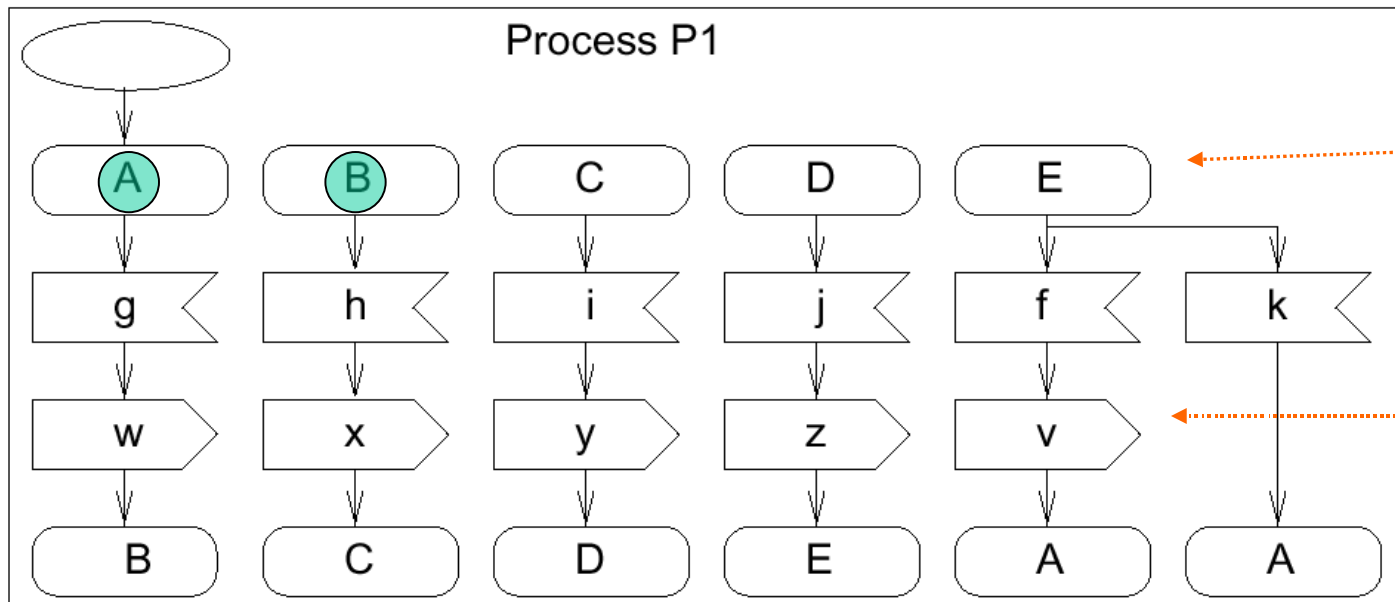 Process P1
A B C D E
g h i j f k
w x y z v
B C D E A A